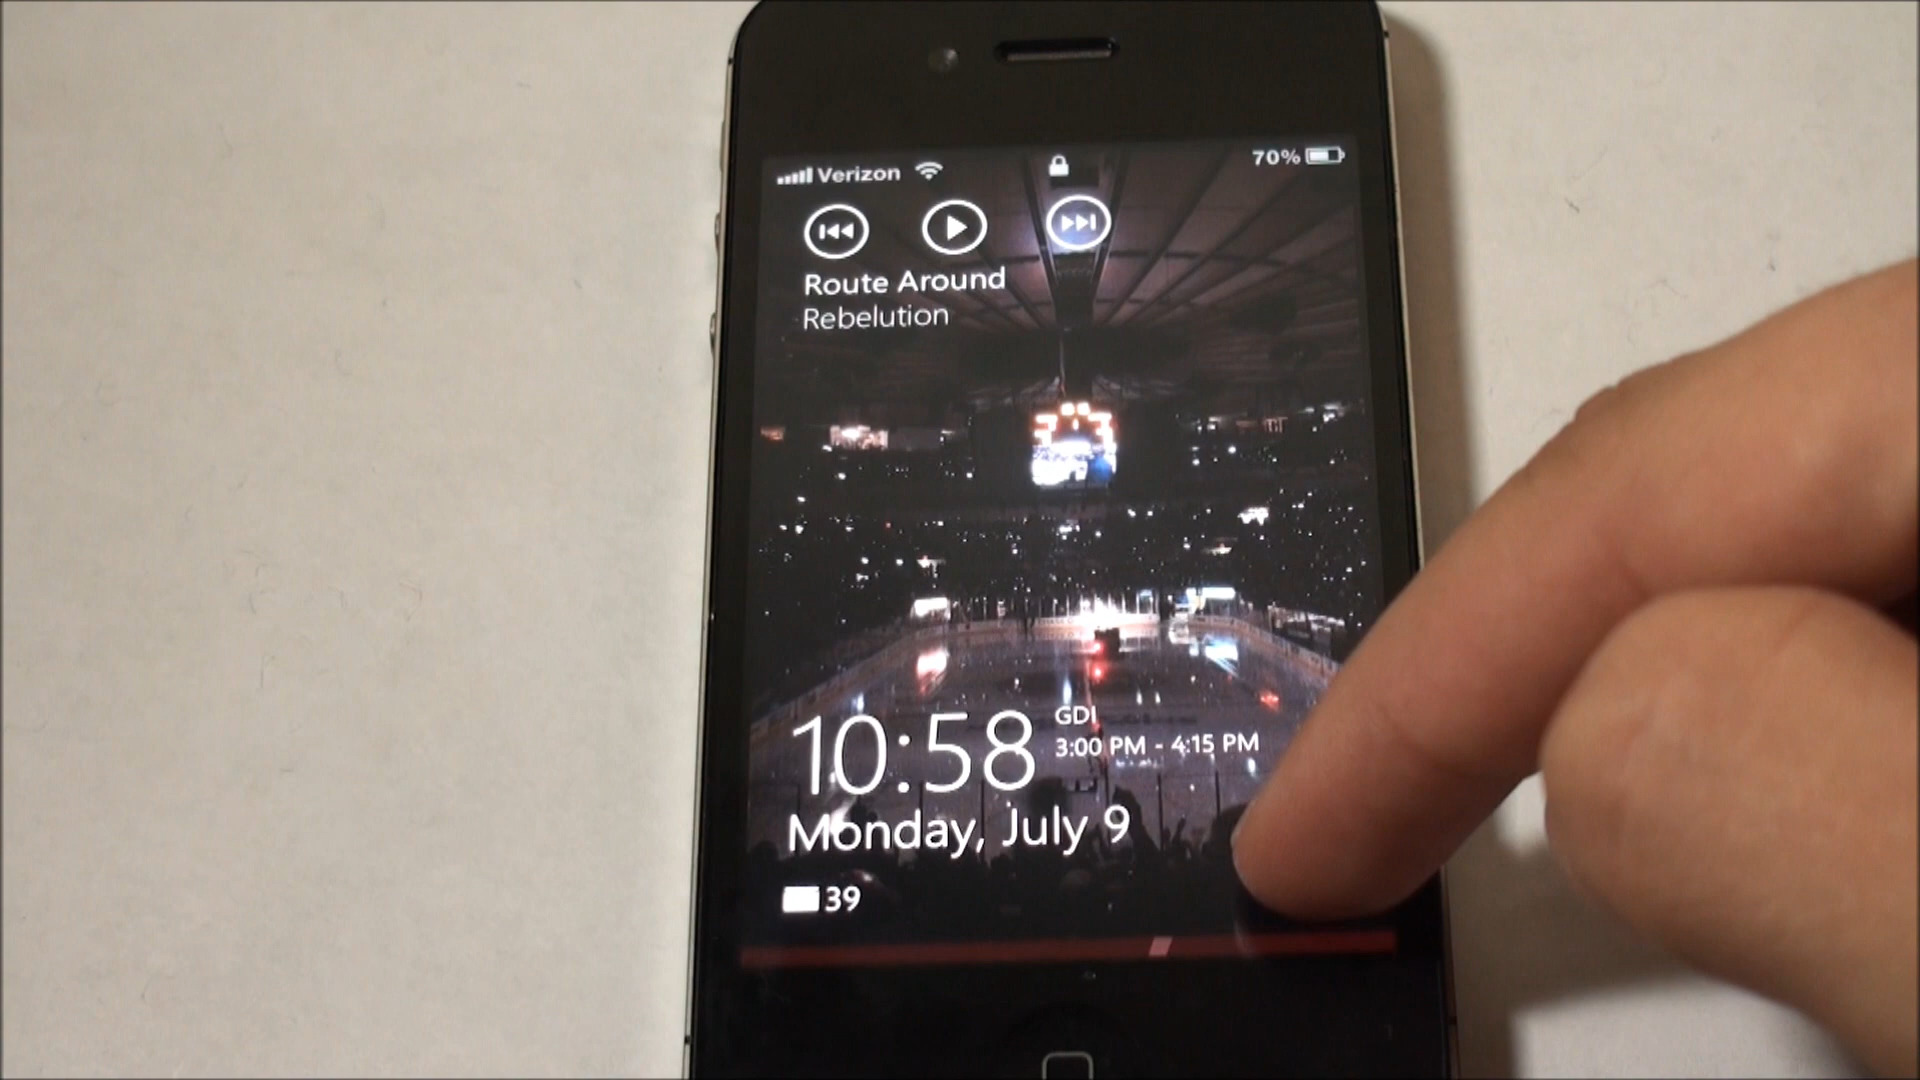 Verizon
70%
Route Around
Rebelution
10:58
GDI
3:00 PM - 4:15 PM
Monday, July 9
39